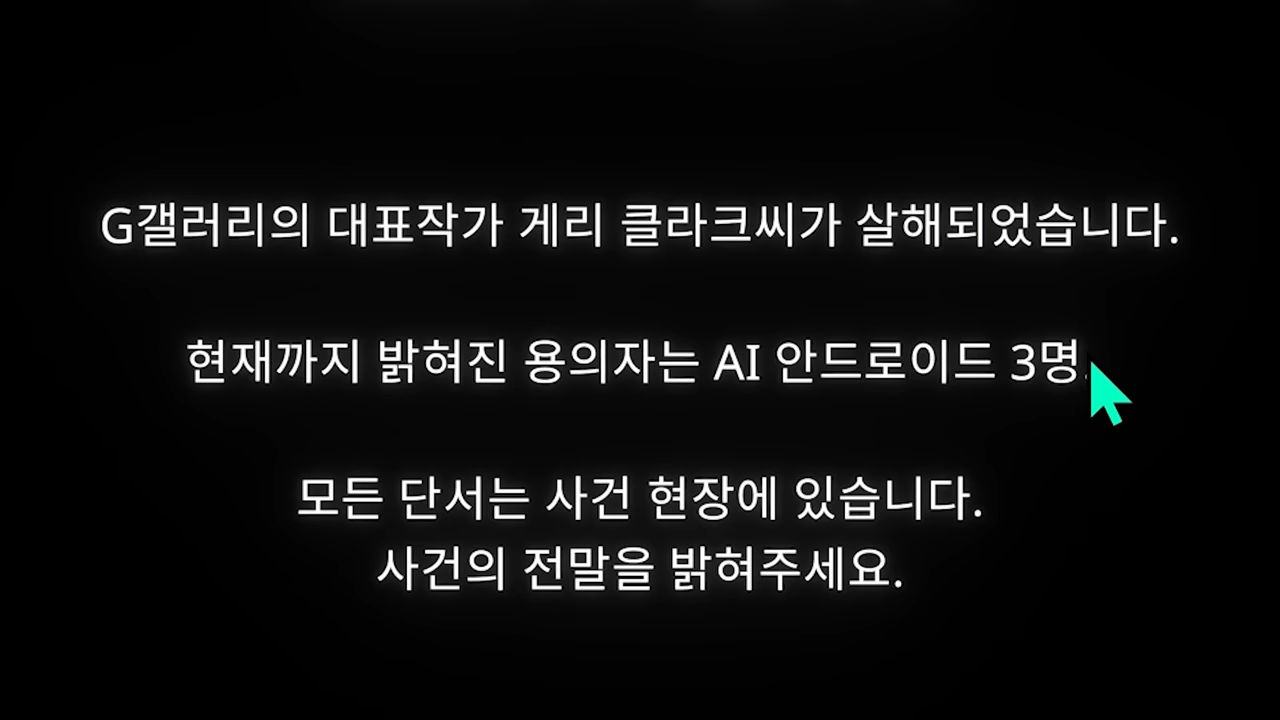 G갤러리의 대표작가 게리 클라크씨가 살해되었습니다.
현재까지 밝혀진 용의자는 AI 안드로이드 3명.
모든 단서는 사건 현장에 있습니다.
사건의 전말을 밝혀주세요.